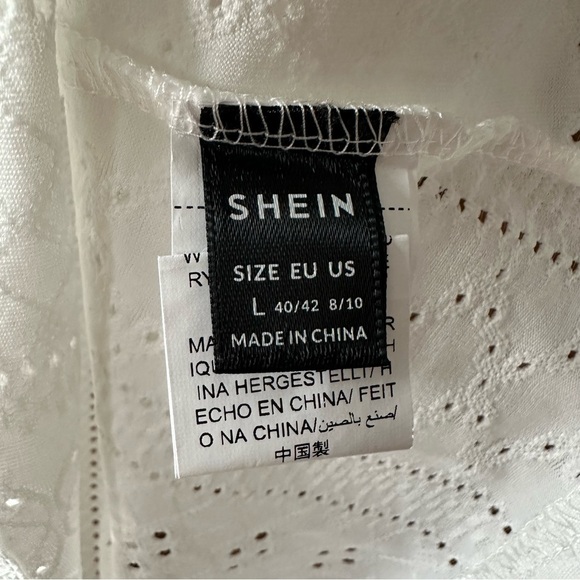 SHEIN
SIZE EU US
L 40/42 8/10
MADE IN CHINA
INA HERGESTELLT/H
ECHO EN CHINA/ FEIT
O NA CHINA/صنع بالصين/
中国製